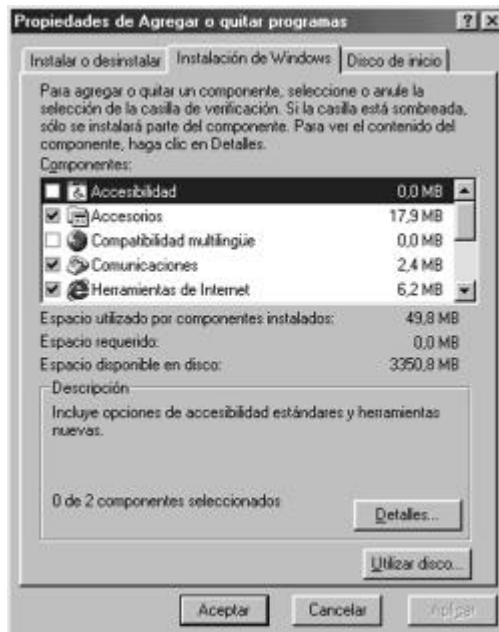 Propiedades de Agregar o quitar programas
Instalar o desinstalar Instalación de Windows Disco de inicio
Para agregar o quitar un componente, seleccione o anule la
selección de la casilla de verificación. Si la casilla está sombreada,
sólo se instalará parte del componente. Para ver el contenido del
componente, haga clic en Detalles.
Componentes:
Accesibilidad 0,0 MB
Accesorios 17,9 MB
Compatibilidad multilingüe 0,0 MB
Comunicaciones 2,4 MB
Herramientas de Internet 6,2 MB
Espacio utilizado por componentes instalados: 49,8 MB
Espacio requerido: 0,0 MB
Espacio disponible en disco: 3350,8 MB
Descripción
Incluye opciones de accesibilidad estándares y herramientas
nuevas.
0 de 2 componentes seleccionados
Detalles...
Utilizar disco...
Aceptar Cancelar Aplicar